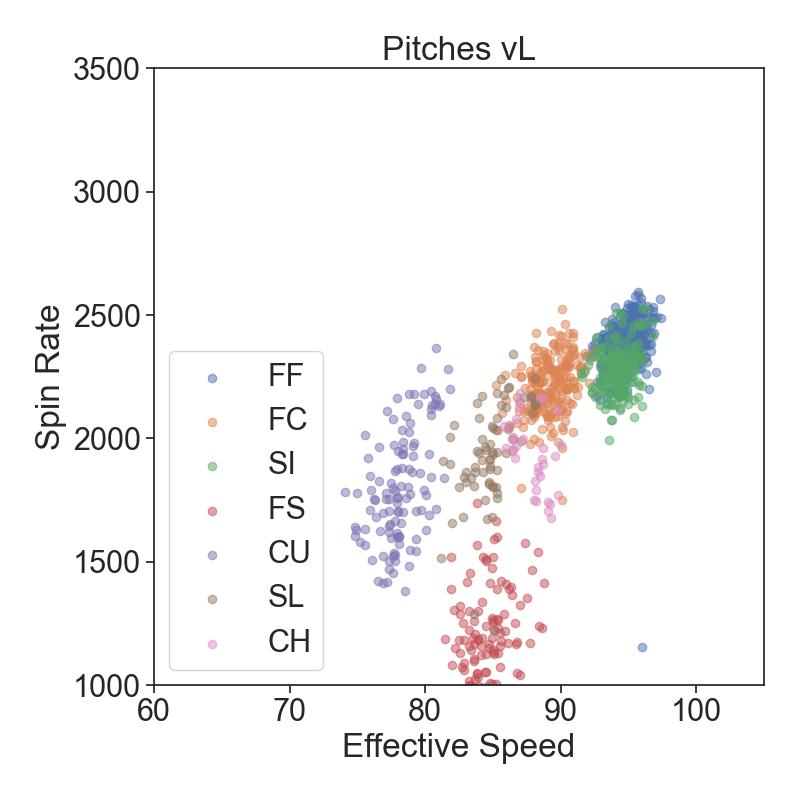 Pitches vL
3500
3000
2500
2000
1500
1000
Spin Rate
FF
FC
SI
FS
CU
SL
CH
60 70 80 90 100
Effective Speed